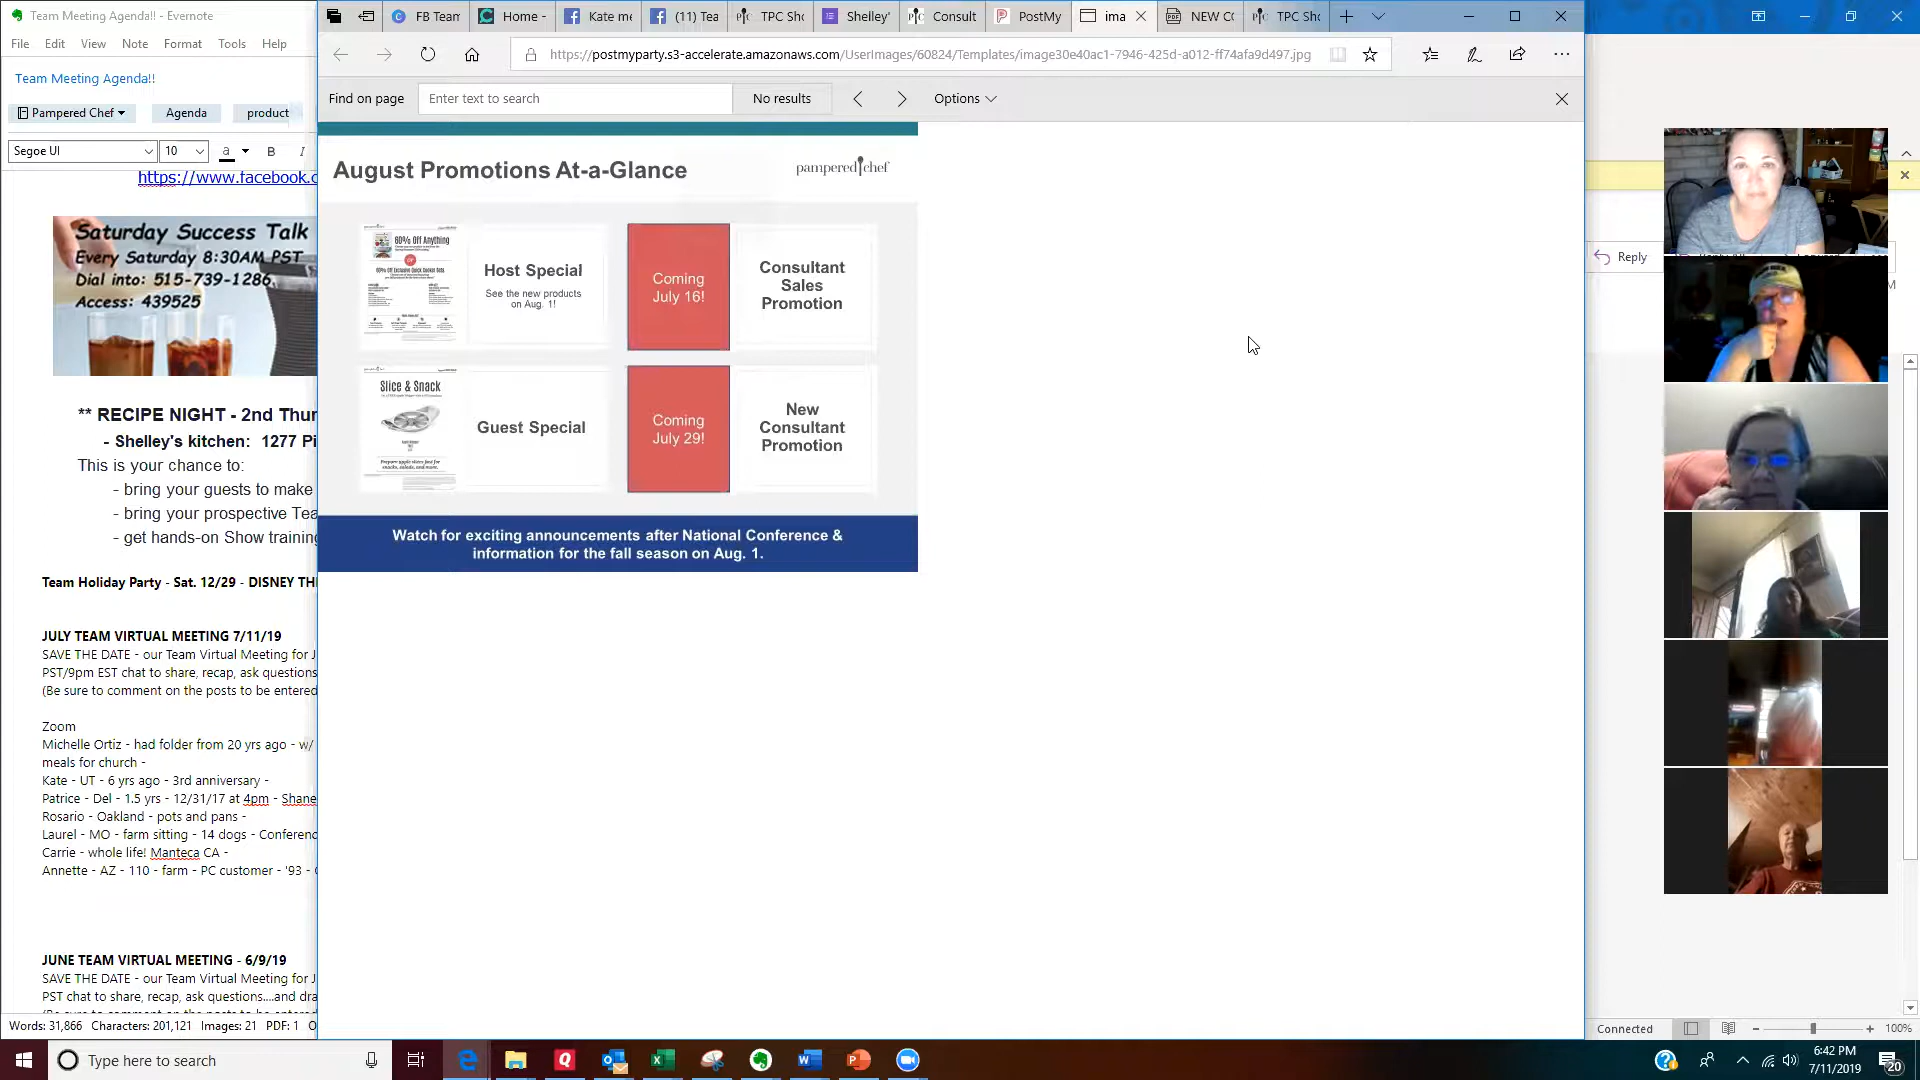 Team Meeting Agenda!! - Evernote
File Edit View Note Format Tools Help
Team Meeting Agenda!!
Pampered Chef Agenda product
Segoe UI 10 a B I
https://www.facebook.c
Saturday Success Talk
Every Saturday 8:30AM PST
Dial into: 515-739-1286,
Access: 439525
** RECIPE NIGHT - 2nd Thur
- Shelley's kitchen: 1277 Pi
This is your chance to:
- bring your guests to make
- bring your prospective Tea
- get hands-on Show training
Team Holiday Party - Sat. 12/29 - DISNEY TH
JULY TEAM VIRTUAL MEETING 7/11/19
SAVE THE DATE - our Team Virtual Meeting for J
PST/9pm EST chat to share, recap, ask questions
(Be sure to comment on the posts to be entered
Zoom
Michelle Ortiz - had folder from 20 yrs ago - w/
meals for church -
Kate - UT - 6 yrs ago - 3rd anniversary -
Patrice - Del - 1.5 yrs - 12/31/17 at 4pm - Shane
Rosario - Oakland - pots and pans -
Laurel - MO - farm sitting - 14 dogs - Conferenc
Carrie - whole life! Manteca CA -
Annette - AZ - 110 - farm - PC customer - '93 -
JUNE TEAM VIRTUAL MEETING - 6/9/19
SAVE THE DATE - our Team Virtual Meeting for J
PST chat to share, recap, ask questions....and dra
Words: 31,866 Characters: 201,121 Images: 21 PDF: 1 O
FB Team Home - Kate me (11) Tea TPC Sho Shelley' Consult PostMy ima NEW CO TPC Sho
https://postmyparty.s3-accelerate.amazonaws.com/UserImages/60824/Templates/image30e40ac1-7946-425d-a012-ff74afa9d497.jpg
Find on page Enter text to search No results Options
August Promotions At-a-Glance
pampered chef
60% Off Anything
OR
Host Special
See the new products
on Aug. 1!
Coming
July 16!
Consultant
Sales
Promotion
Slice & Snack
Guest Special
Coming
July 29!
New
Consultant
Promotion
Watch for exciting announcements after National Conference &
information for the fall season on Aug. 1.
Reply
Connected 100%
Type here to search
6:42 PM
7/11/2019
20